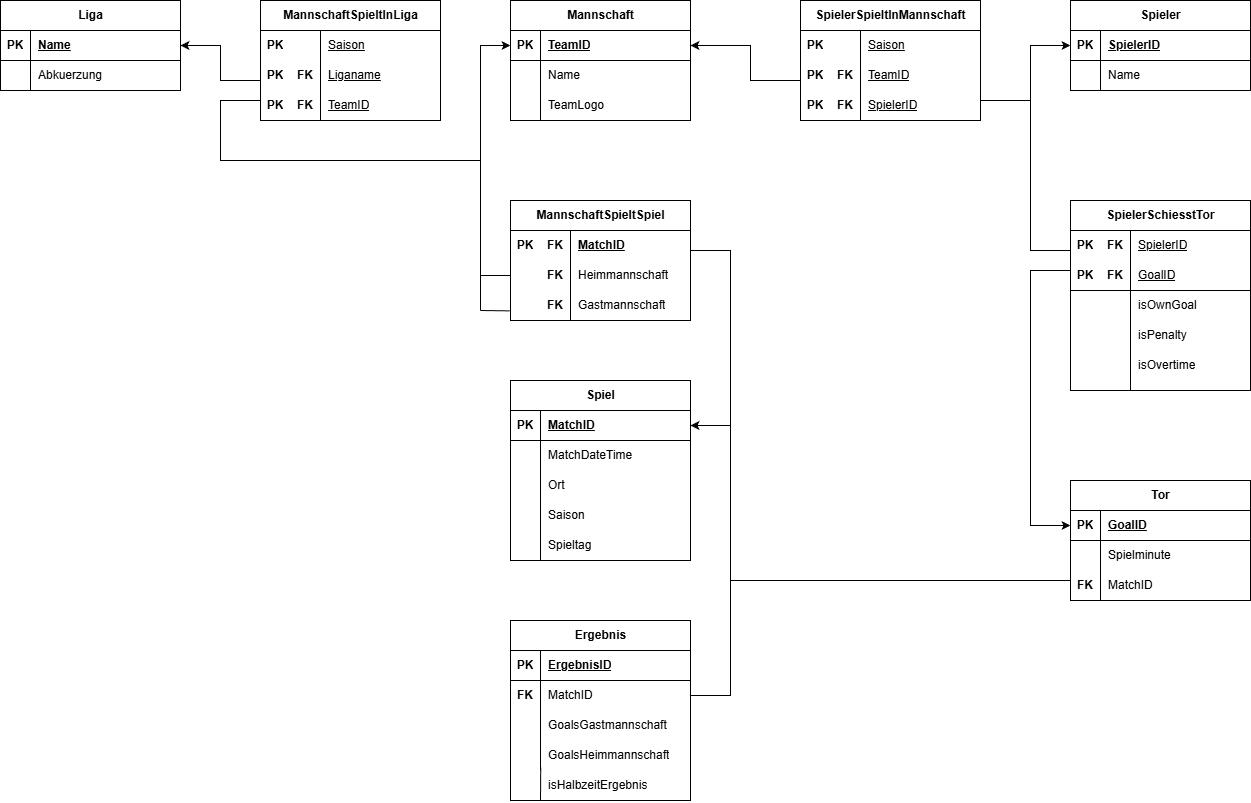 Liga
PK Name
Abkuerzung
MannschaftSpieltInLiga
PK Saison
PK FK Liganame
PK FK TeamID
Mannschaft
PK TeamID
Name
TeamLogo
SpielerSpieltInMannschaft
PK Saison
PK FK TeamID
PK FK SpielerID
Spieler
PK SpielerID
Name
MannschaftSpieltSpiel
PK FK MatchID
FK Heimmannschaft
FK Gastmannschaft
SpielerSchiesstTor
PK FK SpielerID
PK FK GoalID
isOwnGoal
isPenalty
isOvertime
Spiel
PK MatchID
MatchDateTime
Ort
Saison
Spieltag
Tor
PK GoalID
Spielminute
FK MatchID
Ergebnis
PK ErgebnisID
FK MatchID
GoalsGastmannschaft
GoalsHeimmannschaft
isHalbzeitErgebnis